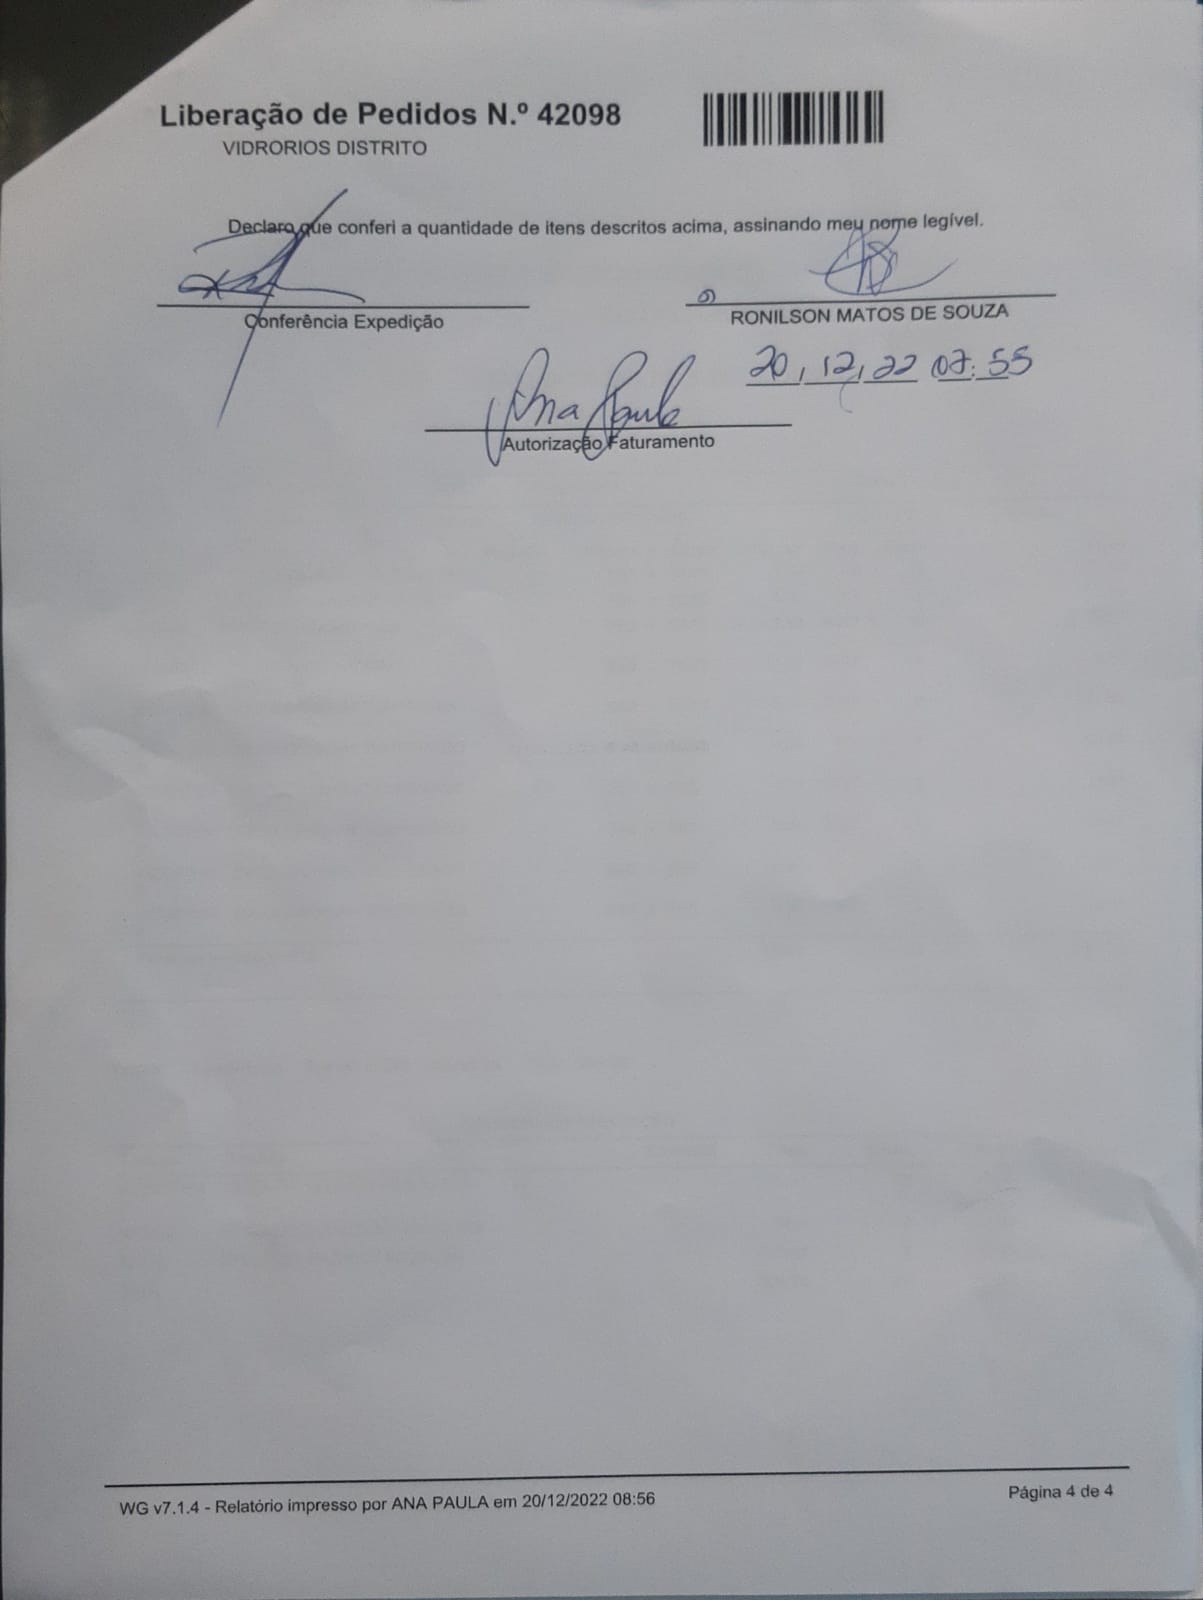 Liberação de Pedidos N.º 42098
VIDRORIOS DISTRITO
Declaro que conferi a quantidade de itens descritos acima, assinando meu nome legível.
Conferência Expedição
RONILSON MATOS DE SOUZA
20, 12, 22 07:55
Ana Paula
Autorização Faturamento
WG v7.1.4 - Relatório impresso por ANA PAULA em 20/12/2022 08:56
Página 4 de 4